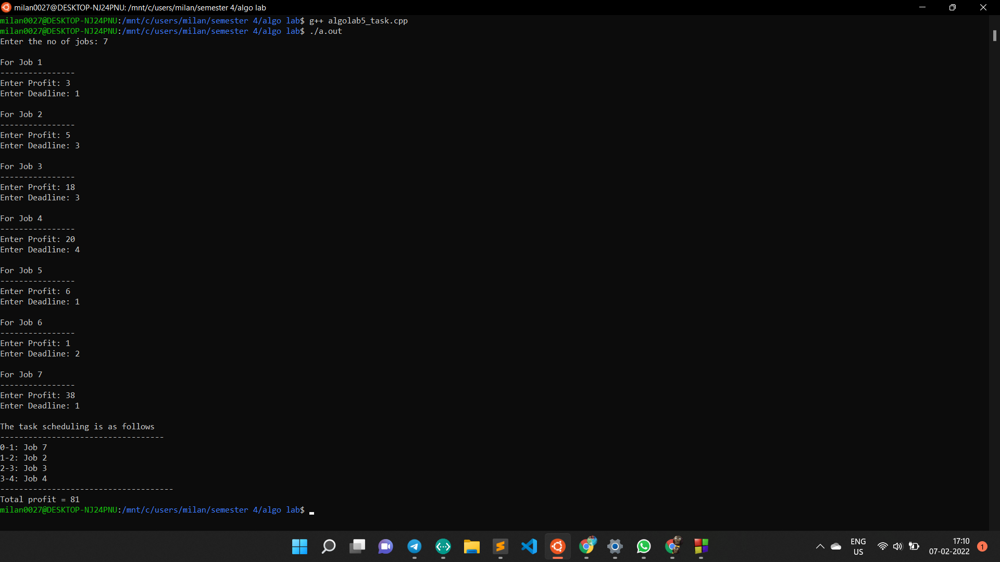 milan0027@DESKTOP-NJ24PNU: /mnt/c/users/milan/semester 4/algo lab
milan0027@DESKTOP-NJ24PNU:/mnt/c/users/milan/semester 4/algo lab$ g++ algolab5_task.cpp
milan0027@DESKTOP-NJ24PNU:/mnt/c/users/milan/semester 4/algo lab$ ./a.out
Enter the no of jobs: 7
For Job 1
----------------
Enter Profit: 3
Enter Deadline: 1
For Job 2
----------------
Enter Profit: 5
Enter Deadline: 3
For Job 3
----------------
Enter Profit: 18
Enter Deadline: 3
For Job 4
----------------
Enter Profit: 20
Enter Deadline: 4
For Job 5
----------------
Enter Profit: 6
Enter Deadline: 1
For Job 6
----------------
Enter Profit: 1
Enter Deadline: 2
For Job 7
----------------
Enter Profit: 38
Enter Deadline: 1
The task scheduling is as follows
-----------------------------------
0-1: Job 7
1-2: Job 2
2-3: Job 3
3-4: Job 4
-------------------------------------
Total profit = 81
milan0027@DESKTOP-NJ24PNU:/mnt/c/users/milan/semester 4/algo lab$
ENG
US
17:10
07-02-2022
1